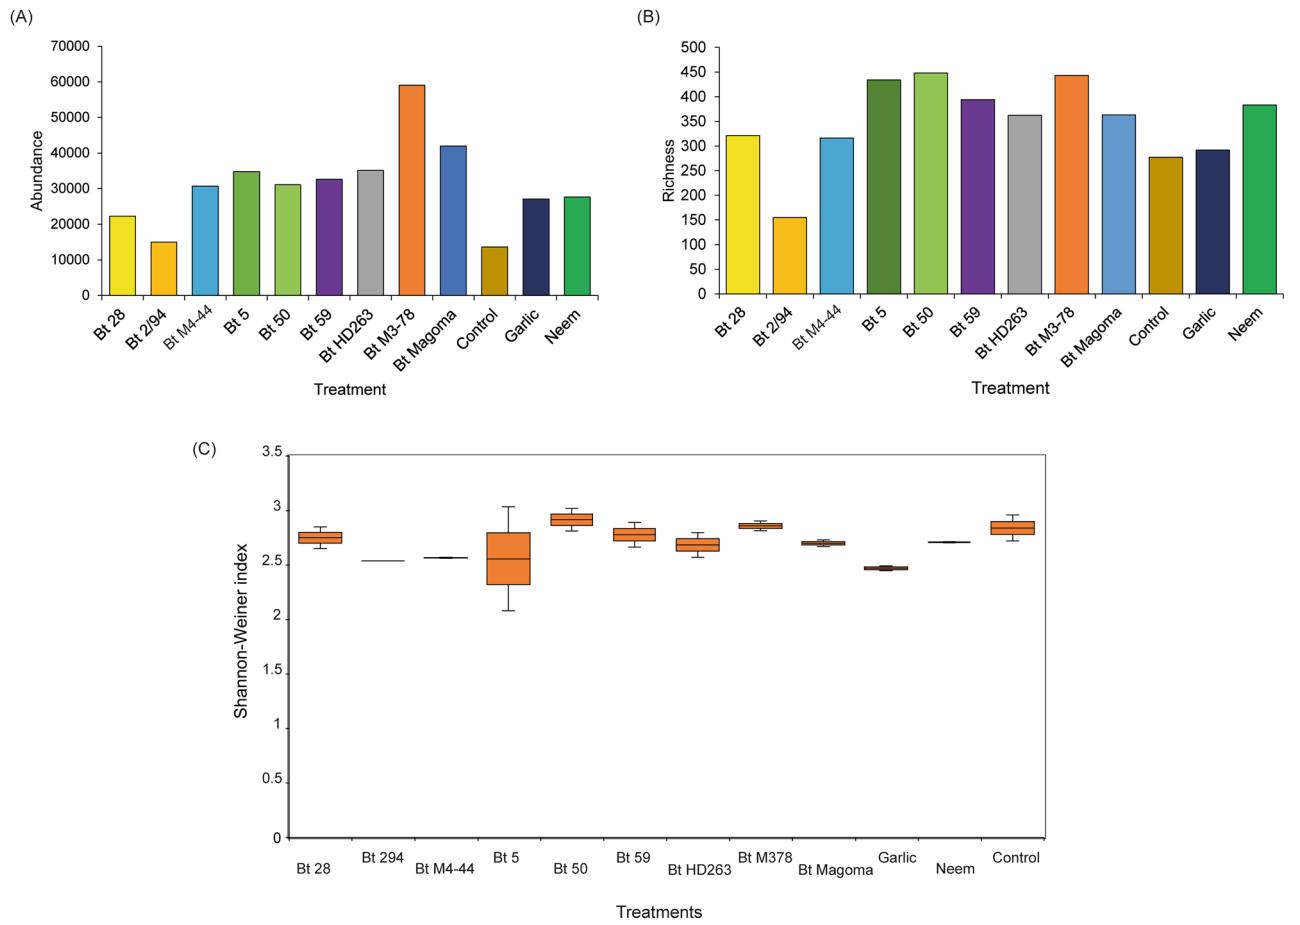 (A)
70000
60000
50000
40000
30000
20000
10000
0
Abundance
Bt 28
Bt 2/94
Bt M4-44
Bt 5
Bt 50
Bt 59
Bt HD263
Bt M3-78
Bt Magoma
Control
Garlic
Neem
Treatment
(B)
500
450
400
350
300
250
200
150
100
50
0
Richness
Bt 28
Bt 2/94
Bt M4-44
Bt 5
Bt 50
Bt 59
Bt HD263
Bt M3-78
Bt Magoma
Control
Garlic
Neem
Treatment
(C)
3.5
3
2.5
2
1.5
1
0.5
0
Shannon-Weiner index
Bt 28
Bt 294
Bt M4-44
Bt 5
Bt 50
Bt 59
Bt HD263
Bt M378
Bt Magoma
Garlic
Neem
Control
Treatments